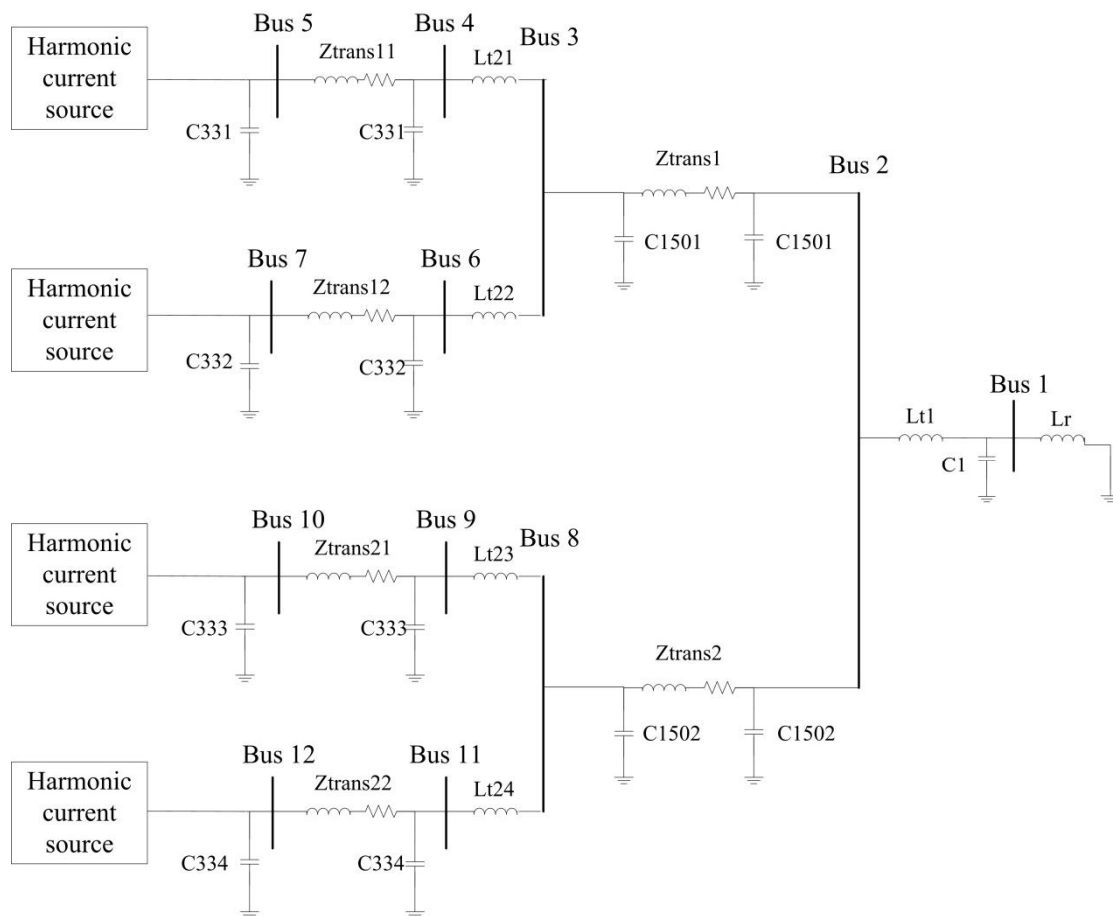 Harmonic
current
source
Bus 5
Ztrans11
Bus 4
Lt21
Bus 3
C331
C331
Ztrans1
Bus 2
C1501
C1501
Harmonic
current
source
Bus 7
Ztrans12
Bus 6
Lt22
C332
C332
Bus 1
Lt1
Lr
C1
Harmonic
current
source
Bus 10
Ztrans21
Bus 9
Lt23
Bus 8
C333
C333
Ztrans2
C1502
C1502
Harmonic
current
source
Bus 12
Ztrans22
Bus 11
Lt24
C334
C334